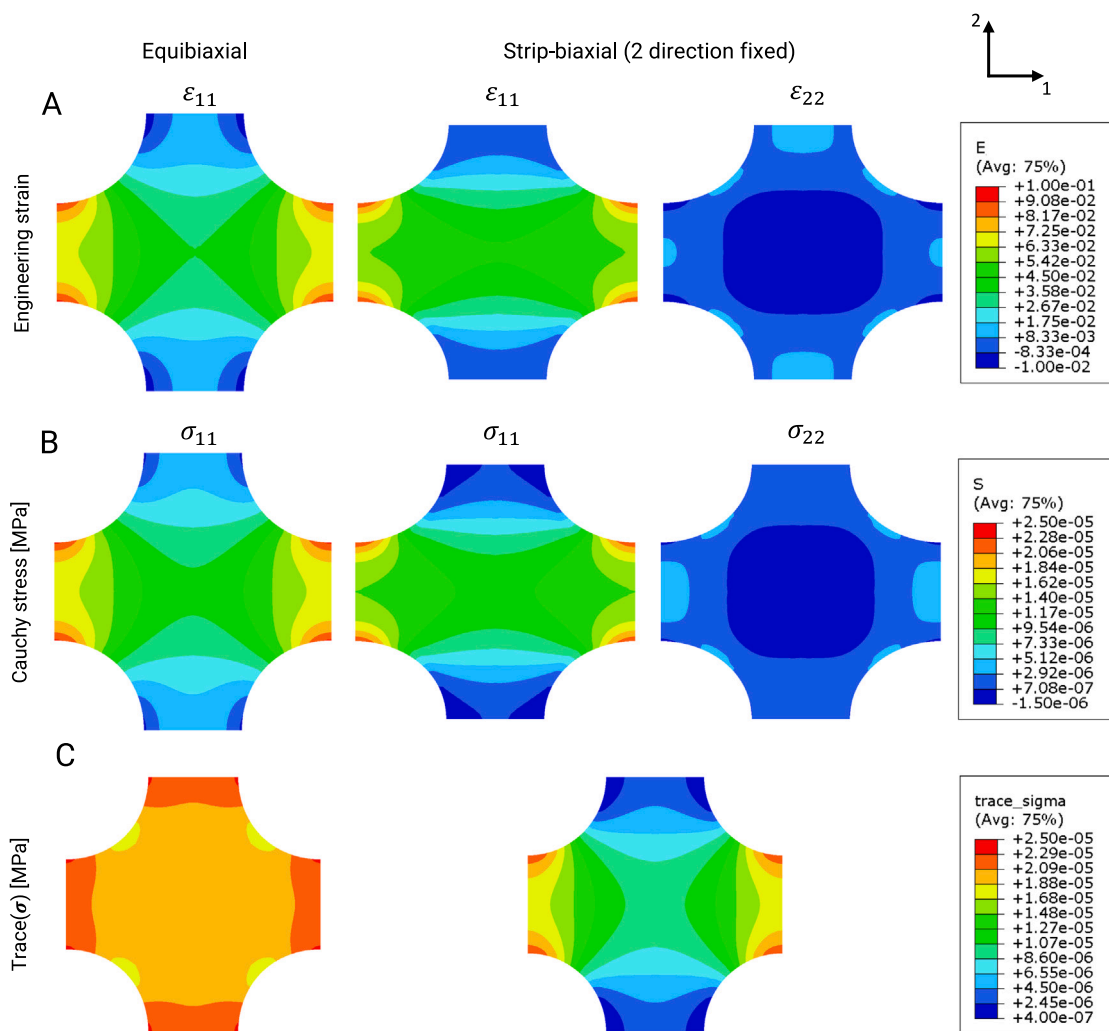 Equibiaxial
Strip-biaxial (2 direction fixed)
2
1
A
ε11
ε11
ε22
Engineering strain
E
(Avg: 75%)
+1.00e-01
+9.08e-02
+8.17e-02
+7.25e-02
+6.33e-02
+5.42e-02
+4.50e-02
+3.58e-02
+2.67e-02
+1.75e-02
+8.33e-03
-8.33e-04
-1.00e-02
B
σ11
σ11
σ22
Cauchy stress [MPa]
S
(Avg: 75%)
+2.50e-05
+2.28e-05
+2.06e-05
+1.84e-05
+1.62e-05
+1.40e-05
+1.17e-05
+9.54e-06
+7.33e-06
+5.12e-06
+2.92e-06
+7.08e-07
-1.50e-06
C
Trace(σ) [MPa]
trace_sigma
(Avg: 75%)
+2.50e-05
+2.29e-05
+2.09e-05
+1.88e-05
+1.68e-05
+1.48e-05
+1.27e-05
+1.07e-05
+8.60e-06
+6.55e-06
+4.50e-06
+2.45e-06
+4.00e-07